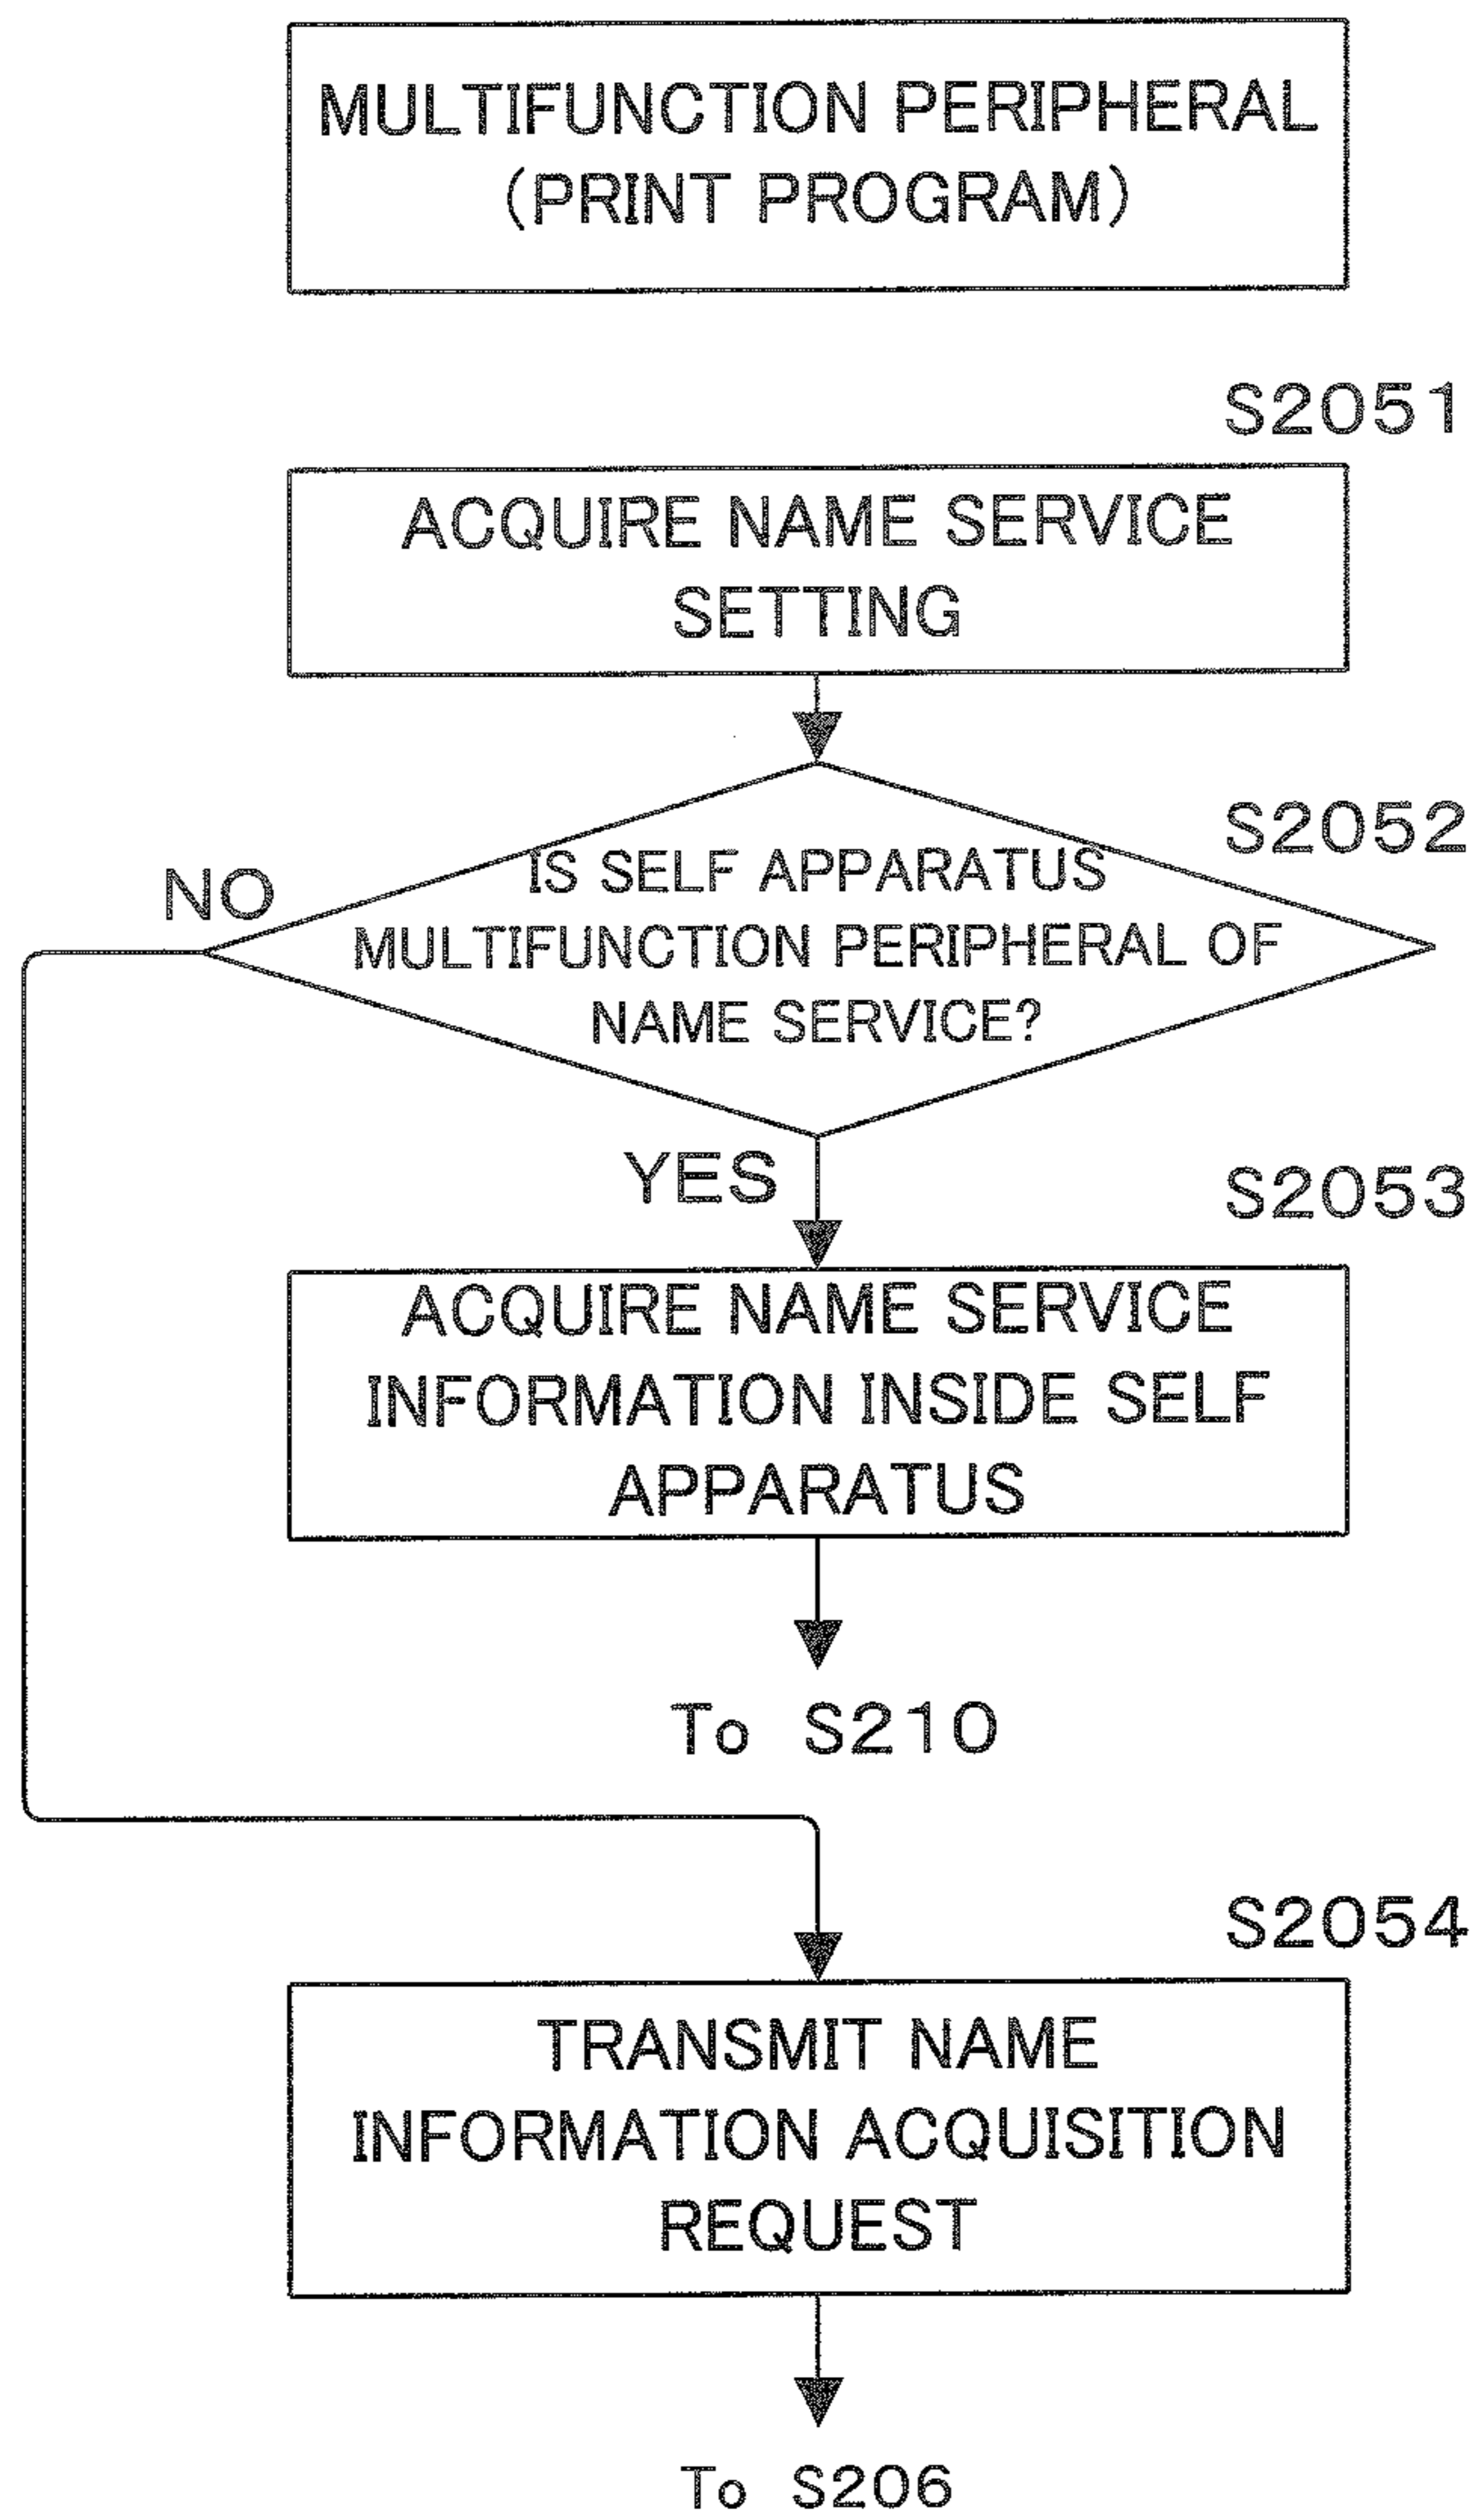 MULTIFUNCTION PERIPHERAL
(PRINT PROGRAM)
S2051
ACQUIRE NAME SERVICE
SETTING
S2052
NO
IS SELF APPARATUS
MULTIFUNCTION PERIPHERAL OF
NAME SERVICE?
YES
S2053
ACQUIRE NAME SERVICE
INFORMATION INSIDE SELF
APPARATUS
To S210
S2054
TRANSMIT NAME
INFORMATION ACQUISITION
REQUEST
To S206